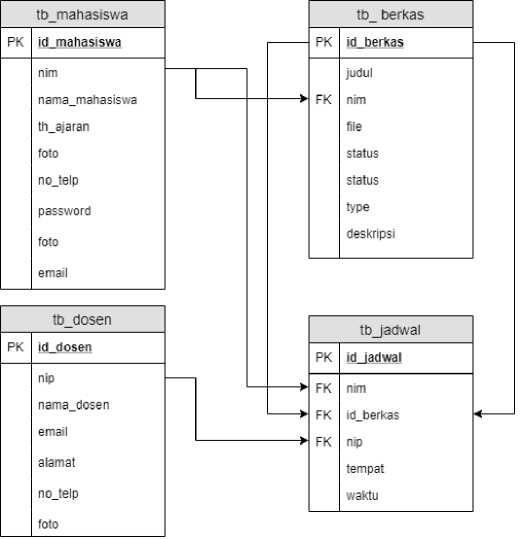 tb_mahasiswa
PK id_mahasiswa
nim
nama_mahasiswa
th_ajaran
foto
no_telp
password
foto
email
tb_ berkas
PK id_berkas
judul
FK nim
file
status
status
type
deskripsi
tb_dosen
PK id_dosen
nip
nama_dosen
email
alamat
no_telp
foto
tb_jadwal
PK id_jadwal
FK nim
FK id_berkas
FK nip
tempat
waktu